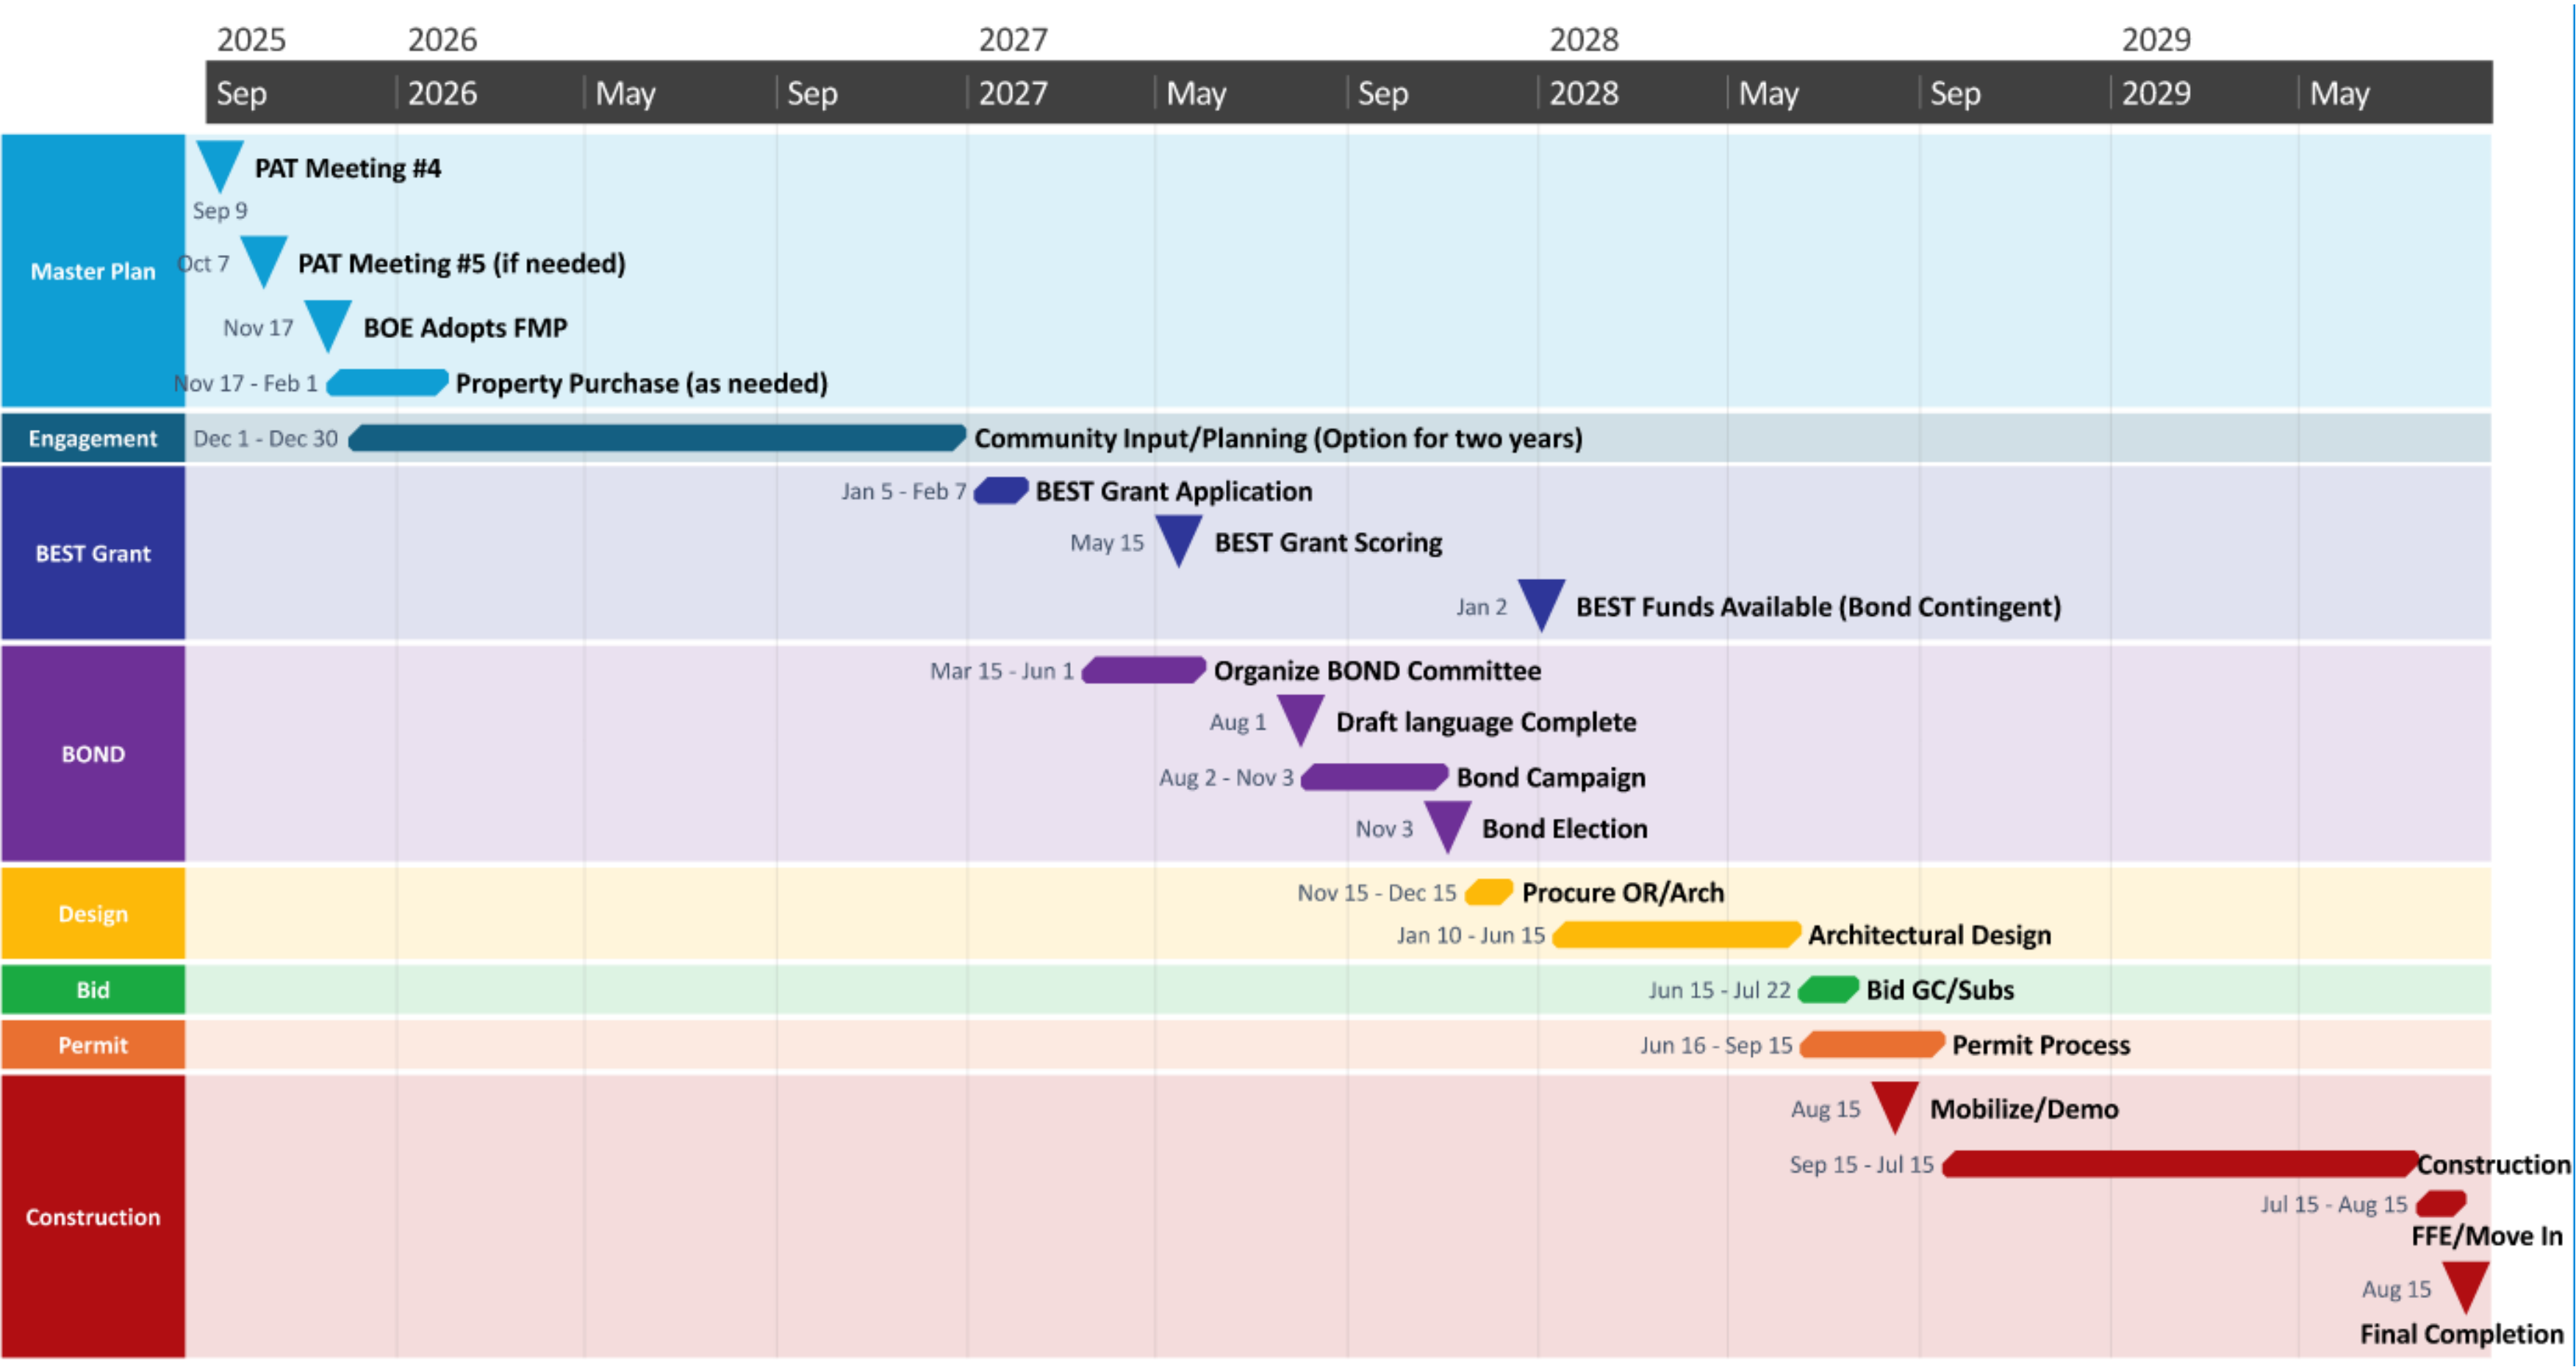 2025 2026 2027 2028 2029
Sep 2026 May Sep 2027 May Sep 2028 May Sep 2029 May
Master Plan
PAT Meeting #4
Sep 9
Oct 7 PAT Meeting #5 (if needed)
Nov 17 BOE Adopts FMP
Nov 17 - Feb 1 Property Purchase (as needed)
Engagement
Dec 1 - Dec 30 Community Input/Planning (Option for two years)
BEST Grant
Jan 5 - Feb 7 BEST Grant Application
May 15 BEST Grant Scoring
Jan 2 BEST Funds Available (Bond Contingent)
BOND
Mar 15 - Jun 1 Organize BOND Committee
Aug 1 Draft language Complete
Aug 2 - Nov 3 Bond Campaign
Nov 3 Bond Election
Design
Nov 15 - Dec 15 Procure OR/Arch
Jan 10 - Jun 15 Architectural Design
Bid
Jun 15 - Jul 22 Bid GC/Subs
Permit
Jun 16 - Sep 15 Permit Process
Construction
Aug 15 Mobilize/Demo
Sep 15 - Jul 15 Construction
Jul 15 - Aug 15
FFE/Move In
Aug 15
Final Completion